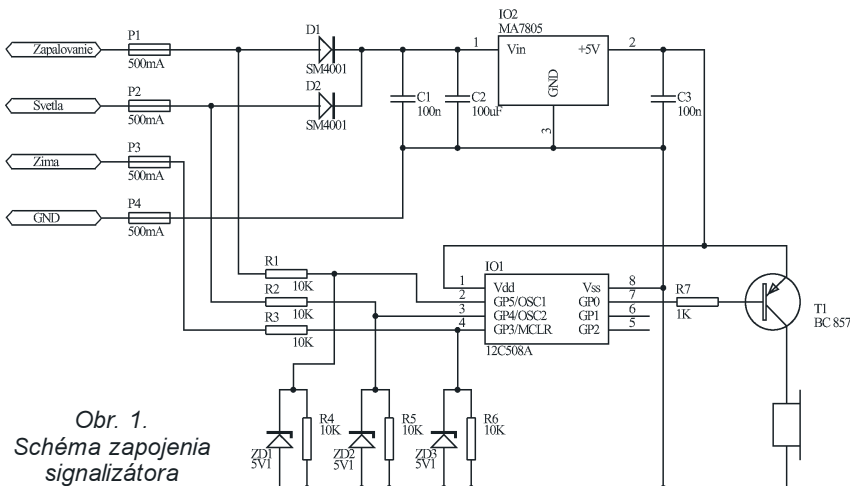 Zapalovanie
P1
500mA
D1
SM4001
IO2
MA7805
1
Vin
+5V
2
GND
3
Svetla
P2
500mA
D2
SM4001
C1
100n
C2
100uF
C3
100n
Zima
P3
500mA
GND
P4
500mA
R1
10K
R2
10K
R3
10K
IO1
1
Vdd
Vss
8
2
GP5/OSC1
GP0
7
3
GP4/OSC2
GP1
6
4
GP3/MCLR
GP2
5
12C508A
R7
1K
T1
BC 857
R4
10K
ZD1
5V1
R5
10K
ZD2
5V1
R6
10K
ZD3
5V1
Obr. 1.
Schéma zapojenia
signalizátora